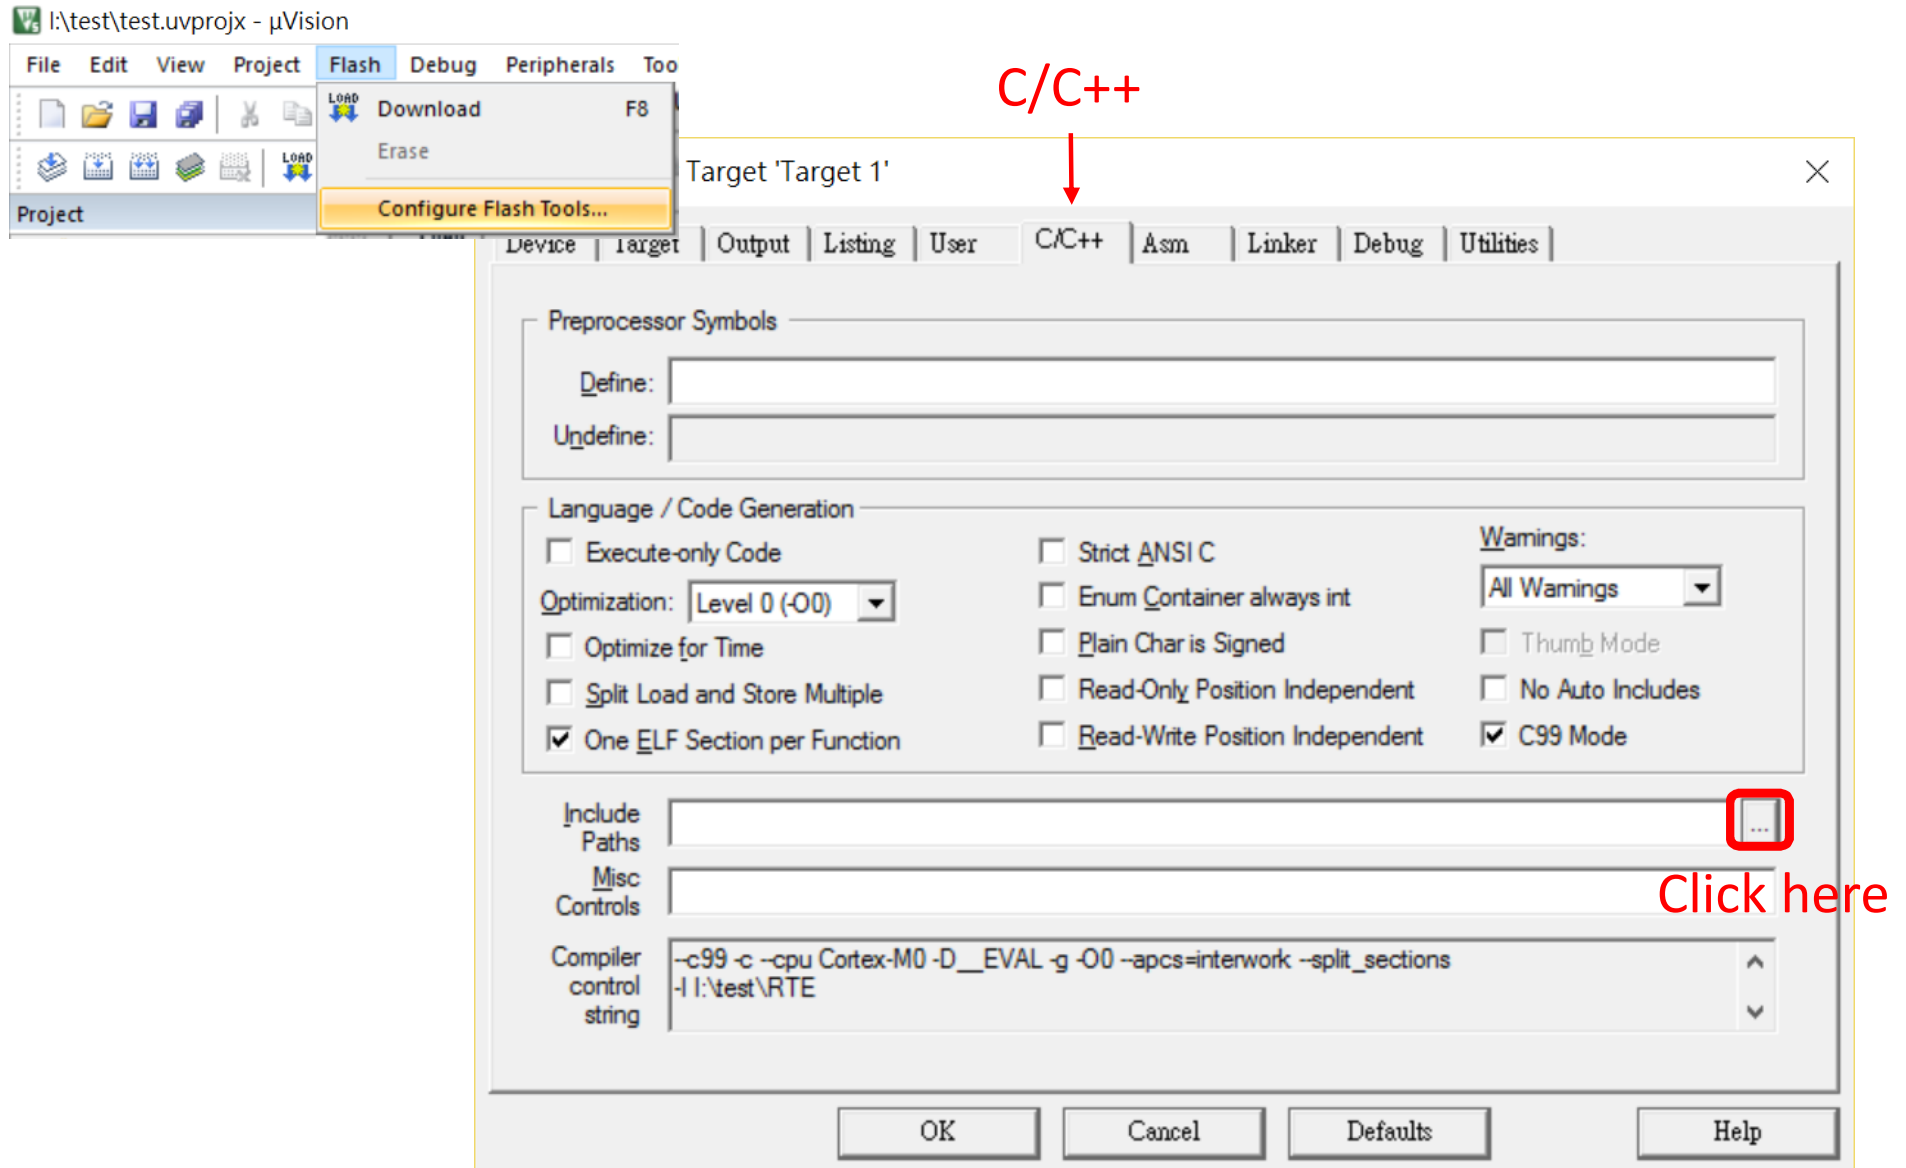 I:\test\test.uvprojx - µVision
File Edit View Project Flash Debug Peripherals Too
LOAD Download F8
Erase
LOAD
Configure Flash Tools...
Project
C/C++
Target 'Target 1'
Device Target Output Listing User C/C++ Asm Linker Debug Utilities
Preprocessor Symbols
Define:
Undefine:
Language / Code Generation
Execute-only Code
Optimization: Level 0 (-O0)
Optimize for Time
Split Load and Store Multiple
One ELF Section per Function
Strict ANSI C
Enum Container always int
Plain Char is Signed
Read-Only Position Independent
Read-Write Position Independent
Warnings:
All Warnings
Thumb Mode
No Auto Includes
C99 Mode
Include
Paths
...
Click here
Misc
Controls
Compiler
control
string
--c99 -c --cpu Cortex-M0 -D__EVAL -g -O0 --apcs=interwork --split_sections
-I I:\test\RTE
OK Cancel Defaults Help